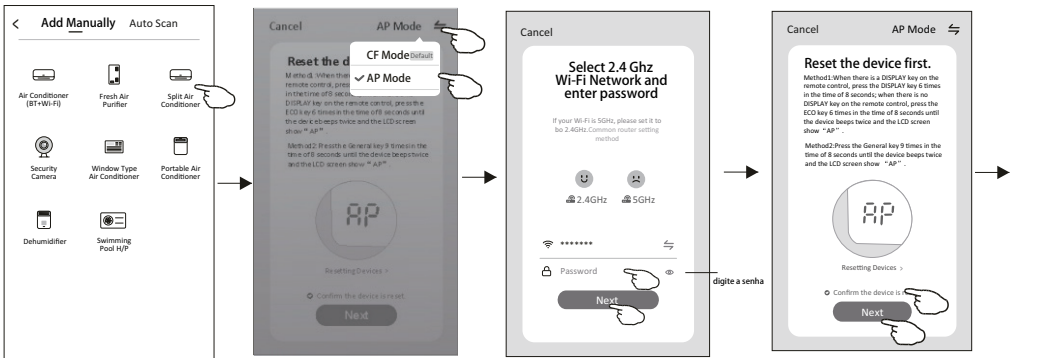 < Add Manually Auto Scan
Air Conditioner
(BT+Wi-Fi)
Fresh Air
Purifier
Split Air
Conditioner
Security
Camera
Window Type
Air Conditioner
Portable Air
Conditioner
Dehumidifier
Swimming
Pool H/P
Cancel AP Mode
CF Mode Default
AP Mode
Reset the d
Method1. When ther
remote control, press
in the time of 8 secon
DISPLAY key on the remote control, press the
ECO key 6 times in the time of 8 seconds until
the device beeps twice and the LCD screen
show “AP”.
Method2: Press the General key 9 times in the
time of 8 seconds until the device beeps twice
and the LCD screen show “AP”
AP
Resetting Devices >
Confirm the device is reset
Next
Cancel
Select 2.4 Ghz
Wi-Fi Network and
enter password
If your Wi-Fi is 5GHz, please set it to
bo 2.4GHz.Common router setting
method
2.4GHz 5GHz
*******
Password
digite a senha
Next
Cancel AP Mode
Reset the device first.
Method1:When there is a DISPLAY key on the
remote control, press the DISPLAY key 6 times
in the time of 8 seconds; when there is no
DISPLAY key on the remote control, press the
ECO key 6 times in the time of 8 seconds until
the device beeps twice and the LCD screen
show “AP”.
Method2:Press the General key 9 times in the
time of 8 seconds until the device beeps twice
and the LCD screen show “AP”.
AP
Resetting Devices >
Confirm the device is r
Next